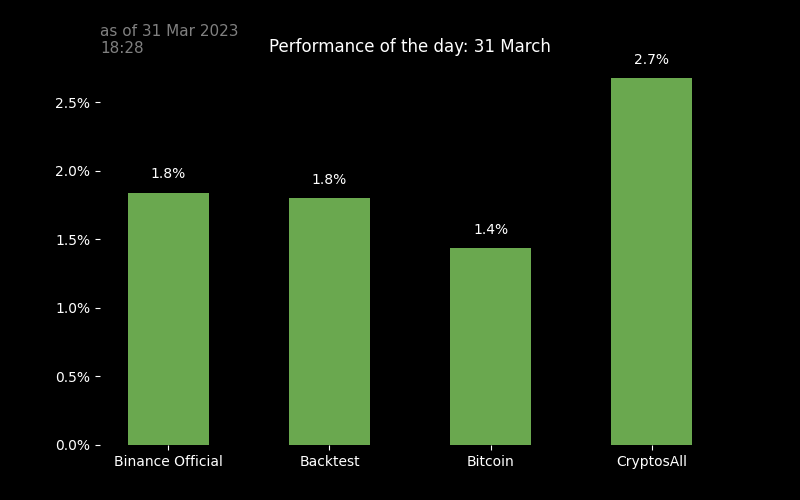 as of 31 Mar 2023
18:28
Performance of the day: 31 March
2.7%
2.5%
2.0%
1.8%
1.8%
1.5%
1.4%
1.0%
0.5%
0.0%
Binance Official
Backtest
Bitcoin
CryptosAll